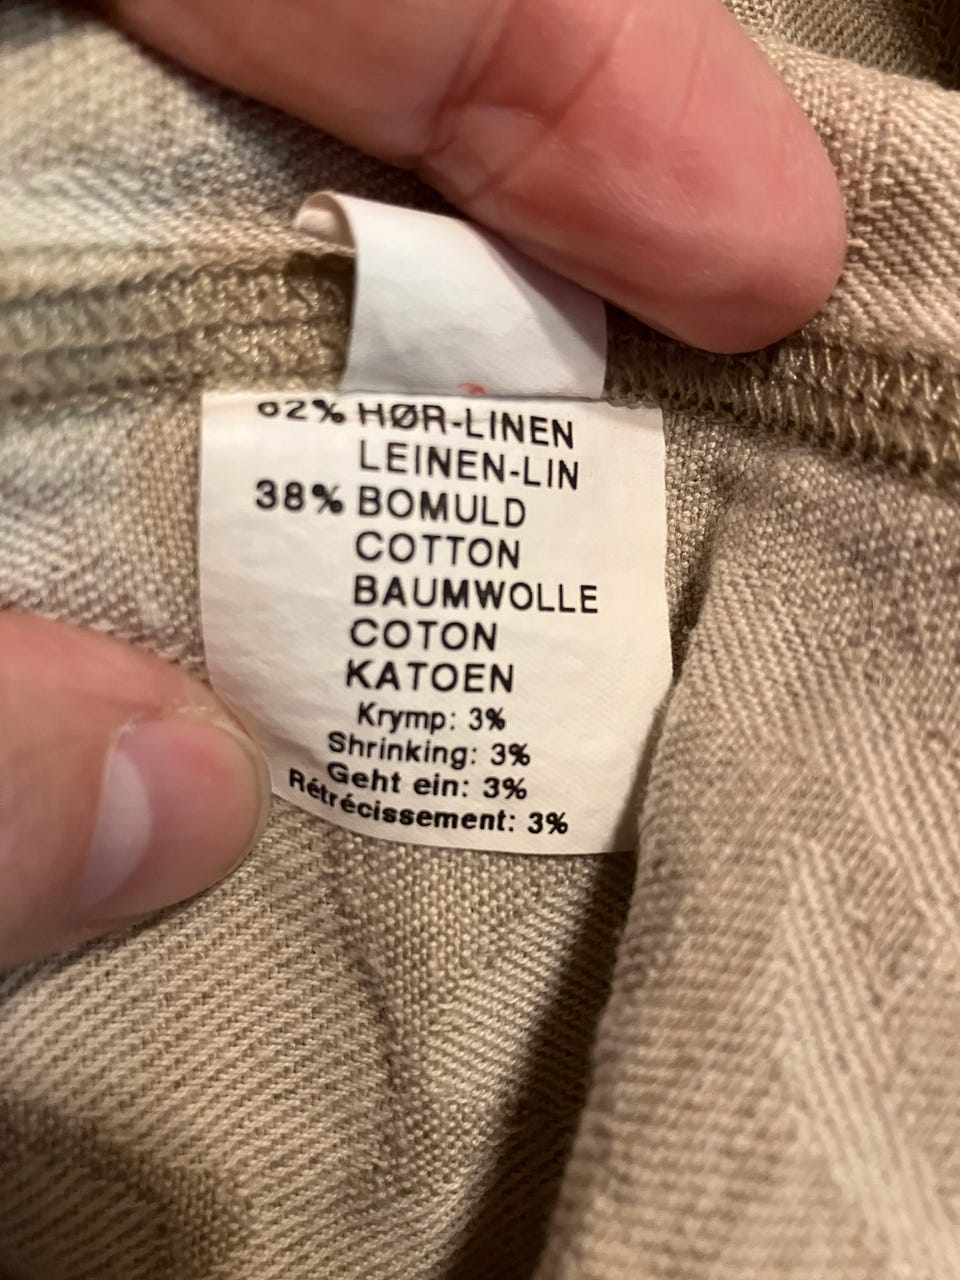 62% HØR-LINEN
LEINEN-LIN
38% BOMULD
COTTON
BAUMWOLLE
COTON
KATOEN
Krymp: 3%
Shrinking: 3%
Geht ein: 3%
Rétrécissement: 3%